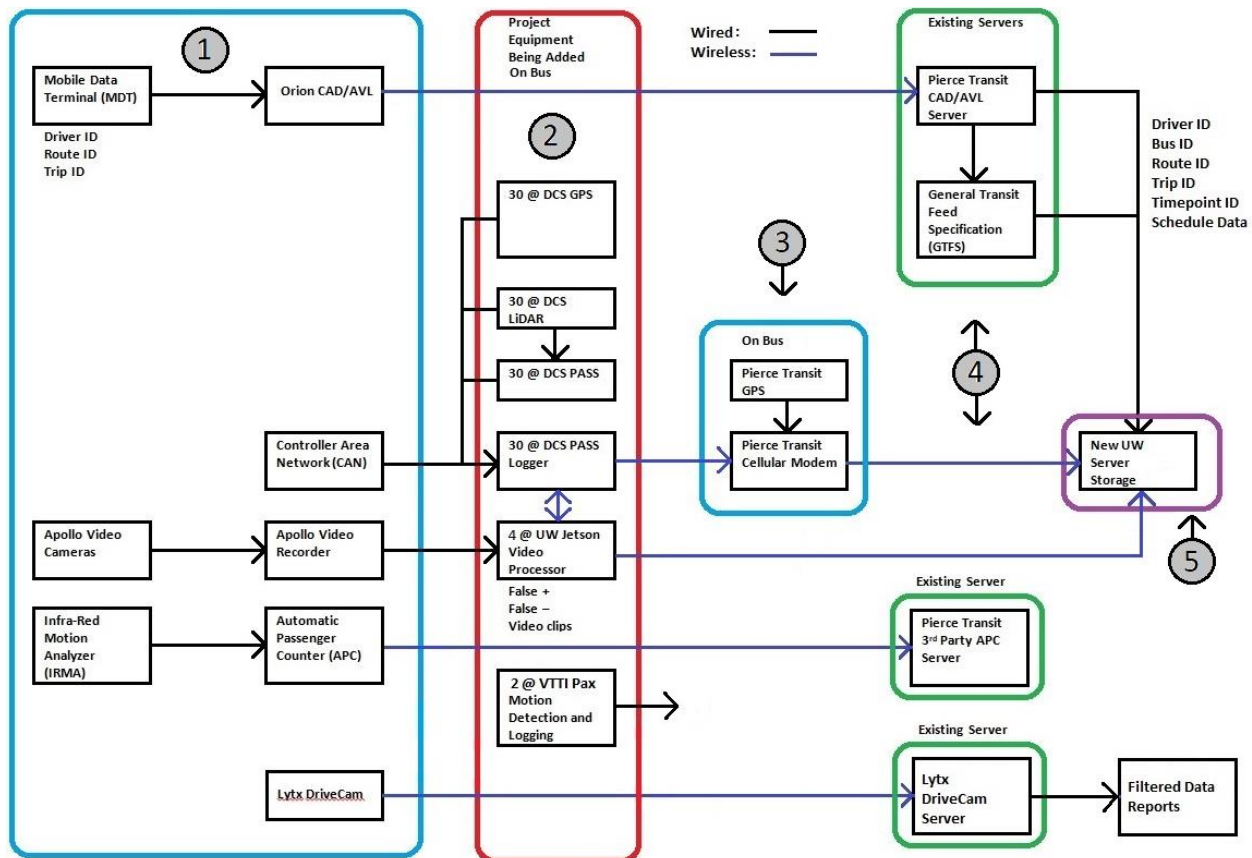 1
Mobile Data
Terminal (MDT)
Driver ID
Route ID
Trip ID
Orion CAD/AVL
Controller Area
Network (CAN)
Apollo Video
Cameras
Apollo Video
Recorder
Infra-Red
Motion
Analyzer
(IRMA)
Automatic
Passenger
Counter (APC)
Lytx DriveCam
Project
Equipment
Being Added
On Bus
2
30 @ DCS GPS
30 @ DCS
LiDAR
30 @ DCS PASS
30 @ DCS PASS
Logger
4 @ UW Jetson
Video
Processor
False +
False –
Video clips
2 @ VTTI Pax
Motion
Detection and
Logging
Wired:
Wireless:
3
On Bus
Pierce Transit
GPS
Pierce Transit
Cellular Modem
Existing Servers
Pierce Transit
CAD/AVL
Server
General Transit
Feed
Specification
(GTFS)
4
Driver ID
Bus ID
Route ID
Trip ID
Timepoint ID
Schedule Data
New UW
Server
Storage
5
Existing Server
Pierce Transit
3rd Party APC
Server
Existing Server
Lytx
DriveCam
Server
Filtered Data
Reports